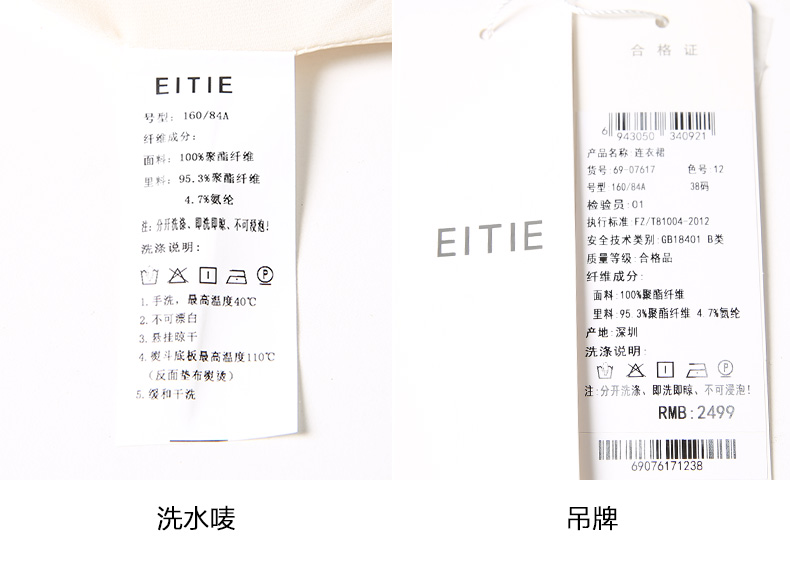 EITIE
号型: 160/84A
纤维成分:
面料: 100%聚酯纤维
里料: 95.3%聚酯纤维
4.7%氨纶
注: 分开洗涤、即洗即晾、不可浸泡!
洗涤说明:
1.手洗，最高温度40℃
2.不可漂白
3.悬挂晾干
4.熨斗底板最高温度110℃
（反面垫布熨烫）
5.缓和干洗
洗水唛
EITIE
合格证
6 943050 340921
产品名称:连衣裙
货号:69-07617 色号:12
号型 160/84A 38码
检验员:01
执行标准:FZ/T81004-2012
安全技术类别:GB18401 B类
质量等级:合格品
纤维成分:
面料:100%聚酯纤维
里料:95.3%聚酯纤维 4.7%氨纶
产地:深圳
洗涤说明:
注:分开洗涤、即洗即晾、不可浸泡!
RMB:2499
69076171238
吊牌